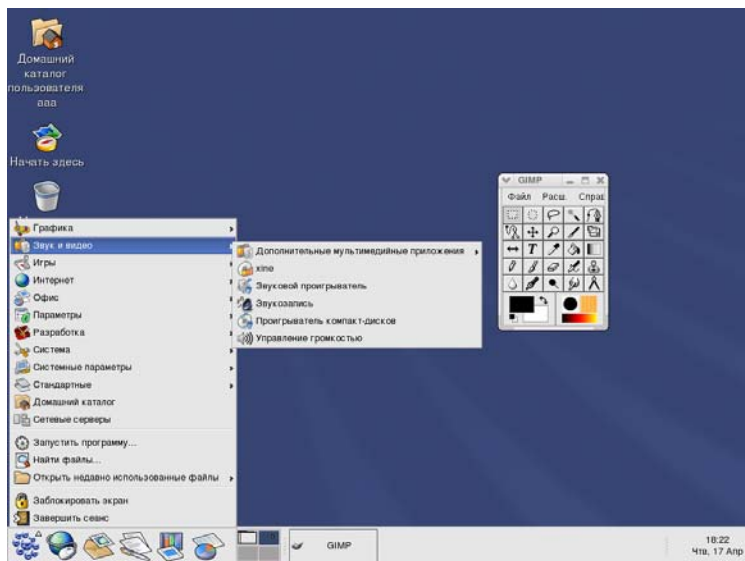 Домашний
каталог
пользователя
ааа
Начать здесь
GIMP
Файл Расш. Справ
Графика
Звук и видео
Игры
Интернет
Офис
Параметры
Разработка
Система
Системные параметры
Стандартные
Домашний каталог
Сетевые серверы
Запустить программу...
Найти файлы...
Открыть недавно использованные файлы
Заблокировать экран
Завершить сеанс
Дополнительные мультимедийные приложения
xine
Звуковой проигрыватель
Звукозапись
Проигрыватель компакт-дисков
Управление громкостью
GIMP
18:22
Чтв, 17 Апр